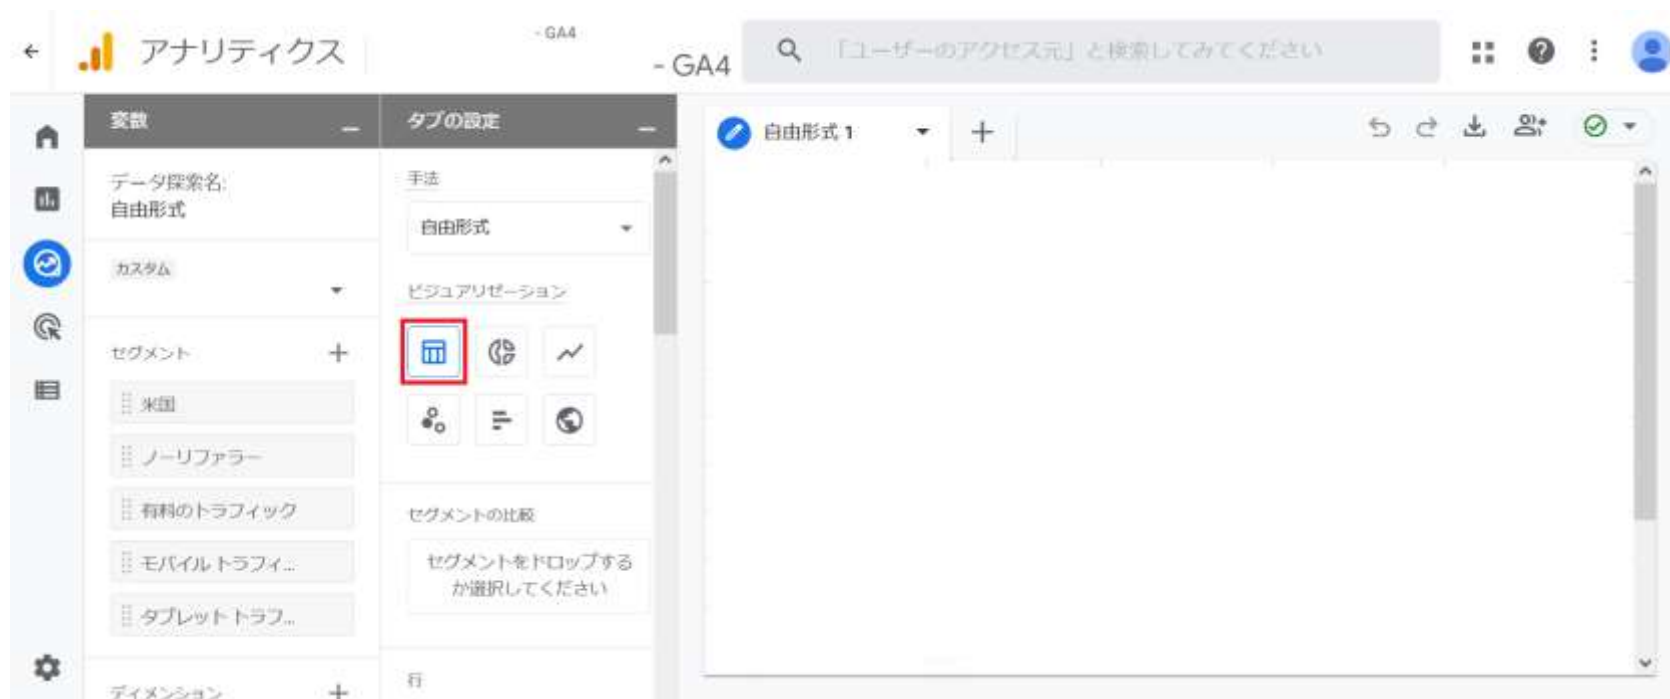 アナリティクス
- GA4
- GA4
「ユーザーのアクセス元」と検索してみてください
変数
データ探索名:
自由形式
カスタム
セグメント
米国
ノーリファラー
有料のトラフィック
モバイル トラフィ...
タブレット トラフ...
ディメンション
タブの設定
手法
自由形式
ビジュアリゼーション
セグメントの比較
セグメントをドロップする
か選択してください
行
自由形式 1